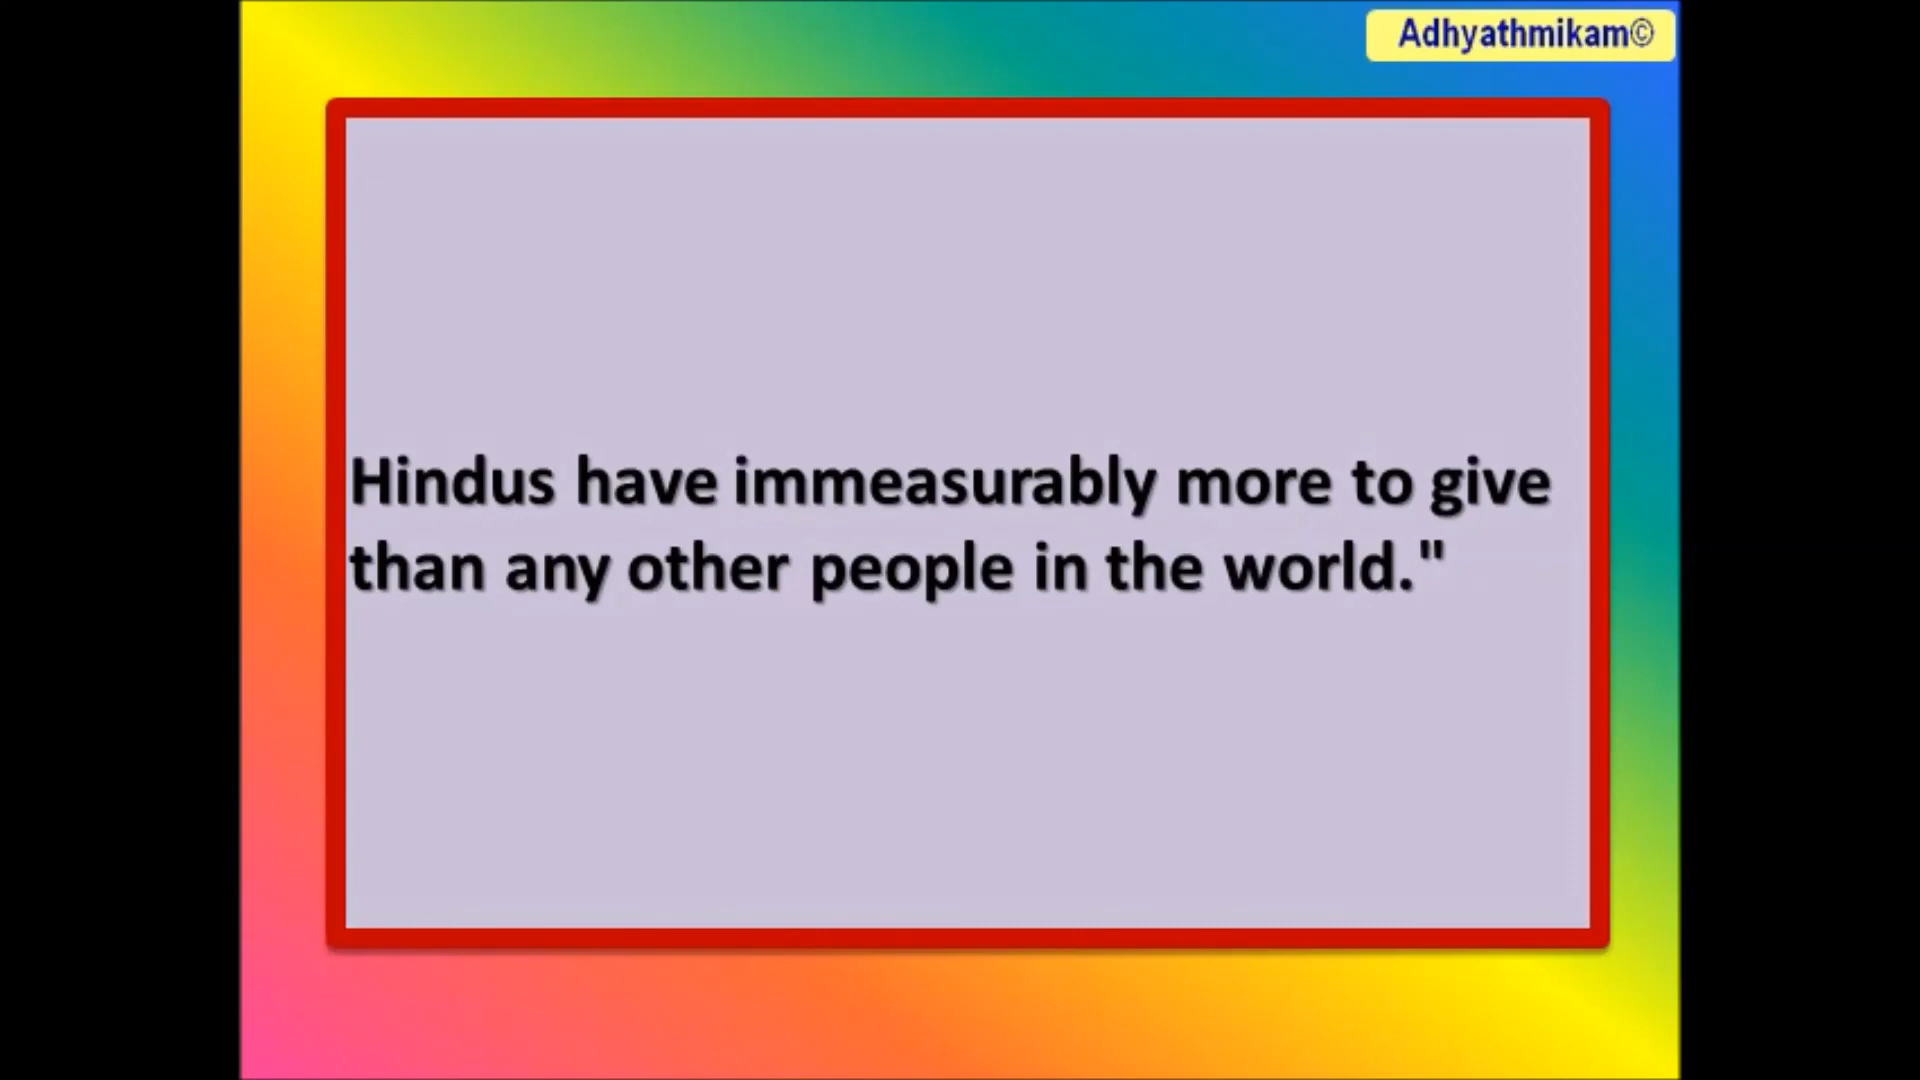 Adhyathmikam©
Hindus have immeasurably more to give
than any other people in the world."